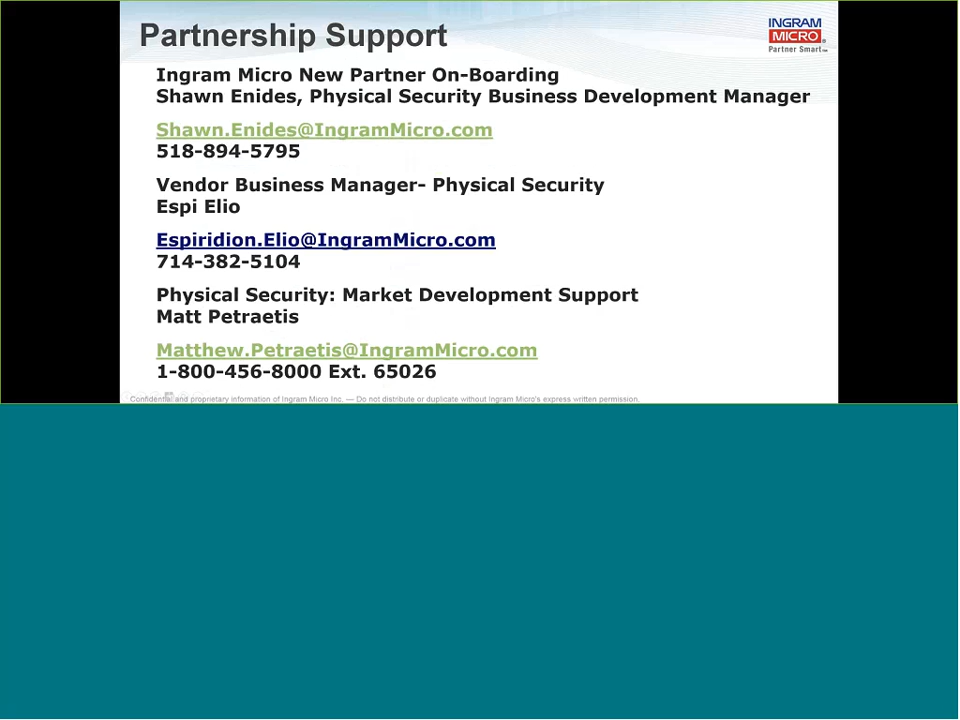 Partnership Support
INGRAM
MICRO®
Partner Smart™
Ingram Micro New Partner On-Boarding
Shawn Enides, Physical Security Business Development Manager
Shawn.Enides@IngramMicro.com
518-894-5795
Vendor Business Manager- Physical Security
Espi Elio
Espiridion.Elio@IngramMicro.com
714-382-5104
Physical Security: Market Development Support
Matt Petraetis
Matthew.Petraetis@IngramMicro.com
1-800-456-8000 Ext. 65026
Confidential and proprietary information of Ingram Micro Inc. — Do not distribute or duplicate without Ingram Micro's express written permission.